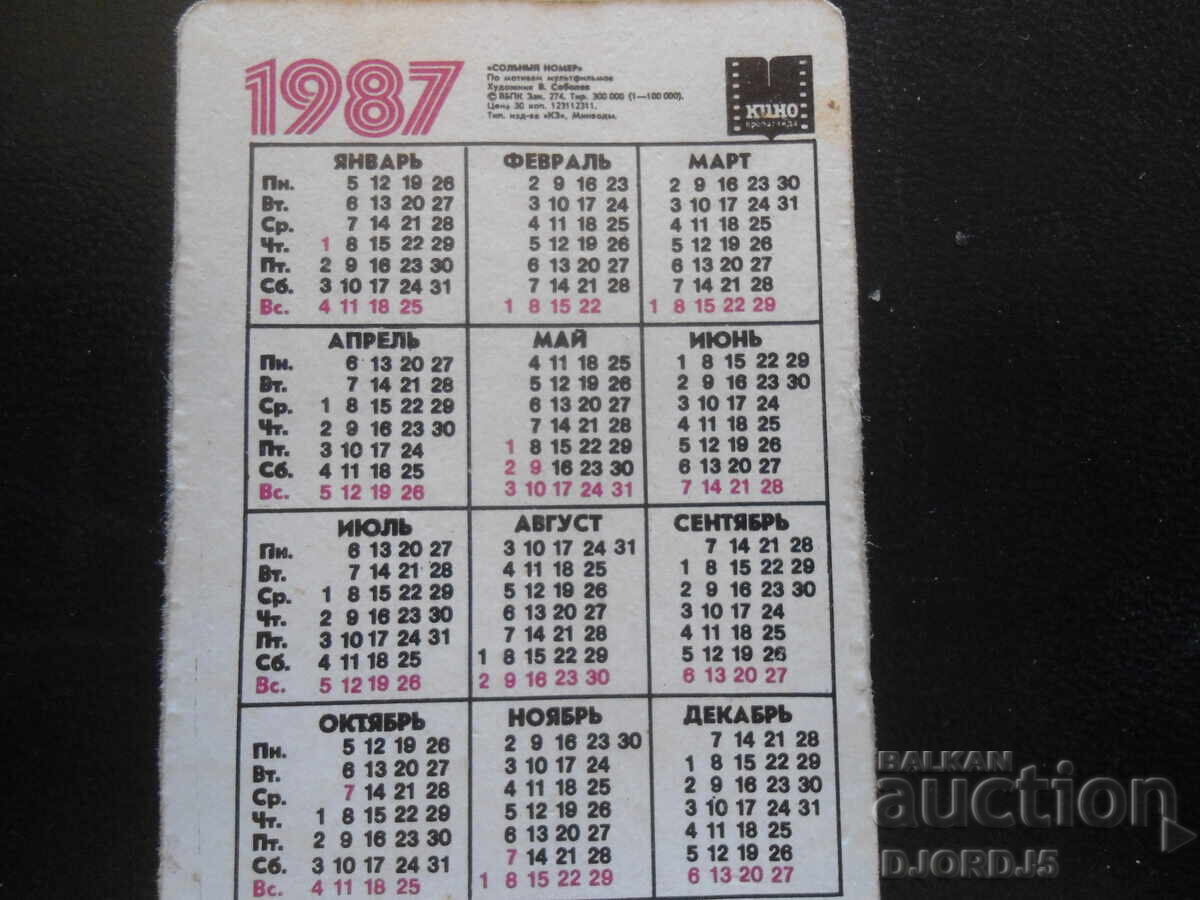 1987
«СОЛЬНЫЙ НОМЕР»
По мотивам мультфильмов
Художник В. Соболев
© ВБПК Зак. 274. Тир. 300 000 (1—100 000).
Цена 30 коп. 123112311.
Тип. изд-ва «КЗ», Минводы.
КИНО
пропаганда
ЯНВАРЬ ФЕВРАЛЬ МАРТ
Пн. 5 12 19 26 2 9 16 23 2 9 16 23 30
Вт. 6 13 20 27 3 10 17 24 3 10 17 24 31
Ср. 7 14 21 28 4 11 18 25 4 11 18 25
Чт. 1 8 15 22 29 5 12 19 26 5 12 19 26
Пт. 2 9 16 23 30 6 13 20 27 6 13 20 27
Сб. 3 10 17 24 31 7 14 21 28 7 14 21 28
Вс. 4 11 18 25 1 8 15 22 1 8 15 22 29
АПРЕЛЬ МАЙ ИЮНЬ
Пн. 6 13 20 27 4 11 18 25 1 8 15 22 29
Вт. 7 14 21 28 5 12 19 26 2 9 16 23 30
Ср. 1 8 15 22 29 6 13 20 27 3 10 17 24
Чт. 2 9 16 23 30 7 14 21 28 4 11 18 25
Пт. 3 10 17 24 1 8 15 22 29 5 12 19 26
Сб. 4 11 18 25 2 9 16 23 30 6 13 20 27
Вс. 5 12 19 26 3 10 17 24 31 7 14 21 28
ИЮЛЬ АВГУСТ СЕНТЯБРЬ
Пн. 6 13 20 27 3 10 17 24 31 7 14 21 28
Вт. 7 14 21 28 4 11 18 25 1 8 15 22 29
Ср. 1 8 15 22 29 5 12 19 26 2 9 16 23 30
Чт. 2 9 16 23 30 6 13 20 27 3 10 17 24
Пт. 3 10 17 24 31 7 14 21 28 4 11 18 25
Сб. 4 11 18 25 1 8 15 22 29 5 12 19 26
Вс. 5 12 19 26 2 9 16 23 30 6 13 20 27
ОКТЯБРЬ НОЯБРЬ ДЕКАБРЬ
Пн. 5 12 19 26 2 9 16 23 30 7 14 21 28
Вт. 6 13 20 27 3 10 17 24 1 8 15 22 29
Ср. 7 14 21 28 4 11 18 25 2 9 16 23 30
Чт. 1 8 15 22 29 5 12 19 26 3 10 17 24 31
Пт. 2 9 16 23 30 6 13 20 27 4 11 18 25
Сб. 3 10 17 24 31 7 14 21 28 5 12 19 26
Вс. 4 11 18 25 1 8 15 22 29 6 13 20 27
BALKAN
auction
DJORDJ5